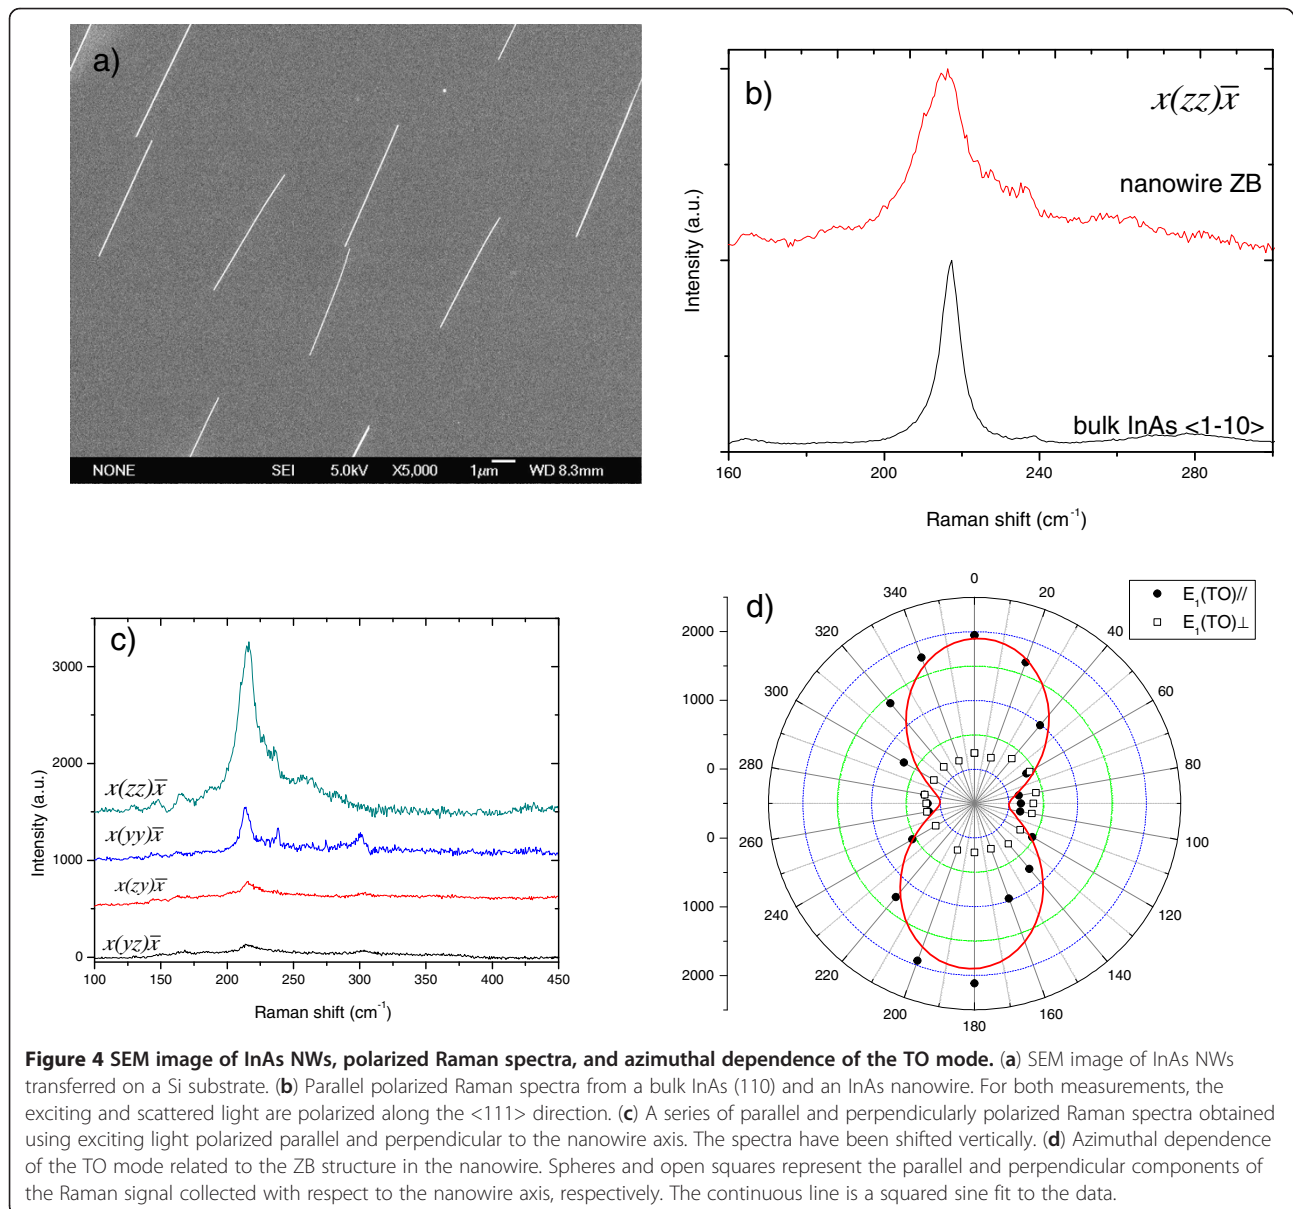 a)
NONE SEI 5.0kV X5,000 1μm WD 8.3mm
b)
x(zz)x̅
nanowire ZB
bulk InAs <1-10>
Intensity (a.u.)
160 200 240 280
Raman shift (cm⁻¹)
c)
3000
2000
1000
0
x(zz)x̅
x(yy)x̅
x(zy)x̅
x(yz)x̅
Intensity (a.u.)
100 150 200 250 300 350 400 450
Raman shift (cm⁻¹)
d)
2000
1000
0
0
1000
2000
0
20
40
60
80
100
120
140
160
180
200
220
240
260
280
300
320
340
E₁(TO)//
E₁(TO)⊥
Figure 4 SEM image of InAs NWs, polarized Raman spectra, and azimuthal dependence of the TO mode. (a) SEM image of InAs NWs
transferred on a Si substrate. (b) Parallel polarized Raman spectra from a bulk InAs (110) and an InAs nanowire. For both measurements, the
exciting and scattered light are polarized along the <111> direction. (c) A series of parallel and perpendicularly polarized Raman spectra obtained
using exciting light polarized parallel and perpendicular to the nanowire axis. The spectra have been shifted vertically. (d) Azimuthal dependence
of the TO mode related to the ZB structure in the nanowire. Spheres and open squares represent the parallel and perpendicular components of
the Raman signal collected with respect to the nanowire axis, respectively. The continuous line is a squared sine fit to the data.